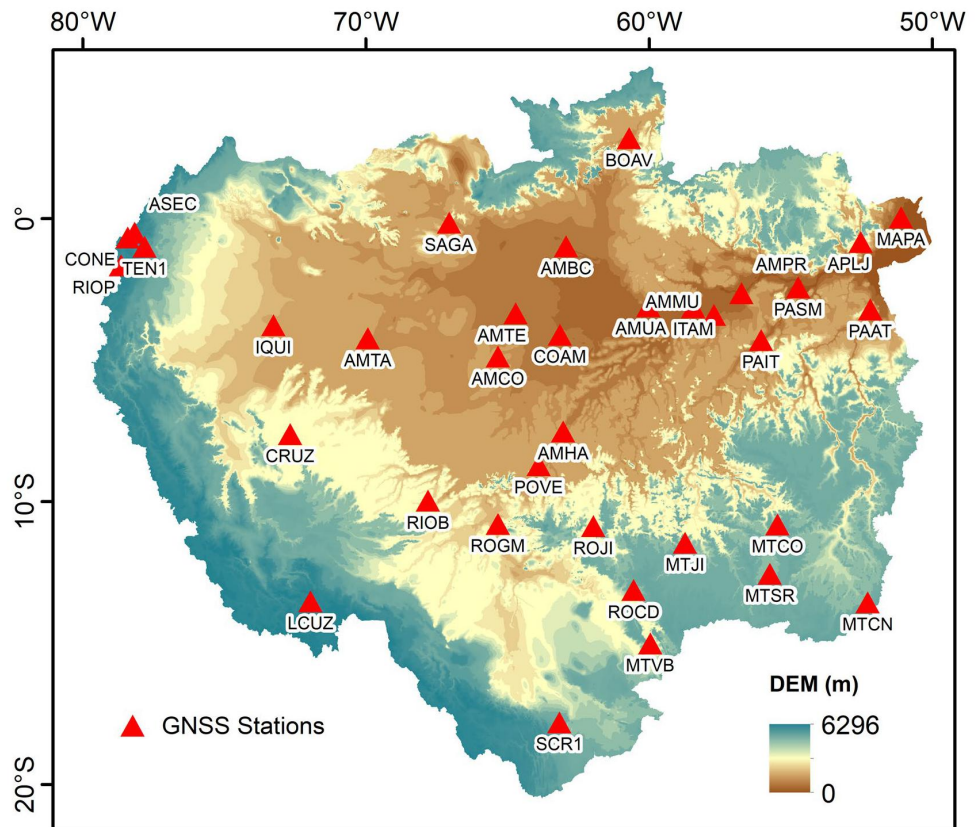 80°W
70°W
60°W
50°W
BOAV
ASEC
0°
SAGA
MAPA
CONE
TEN1
AMBC
AMPR
APLJ
RIOP
AMMU
PASM
AMTE
AMUA
ITAM
PAAT
IQUI
AMTA
COAM
PAIT
AMCO
CRUZ
AMHA
POVE
10°S
RIOB
ROGM
ROJI
MTCO
MTJI
MTSR
LCUZ
ROCD
MTCN
MTVB
DEM (m)
GNSS Stations
6296
SCR1
20°S
0